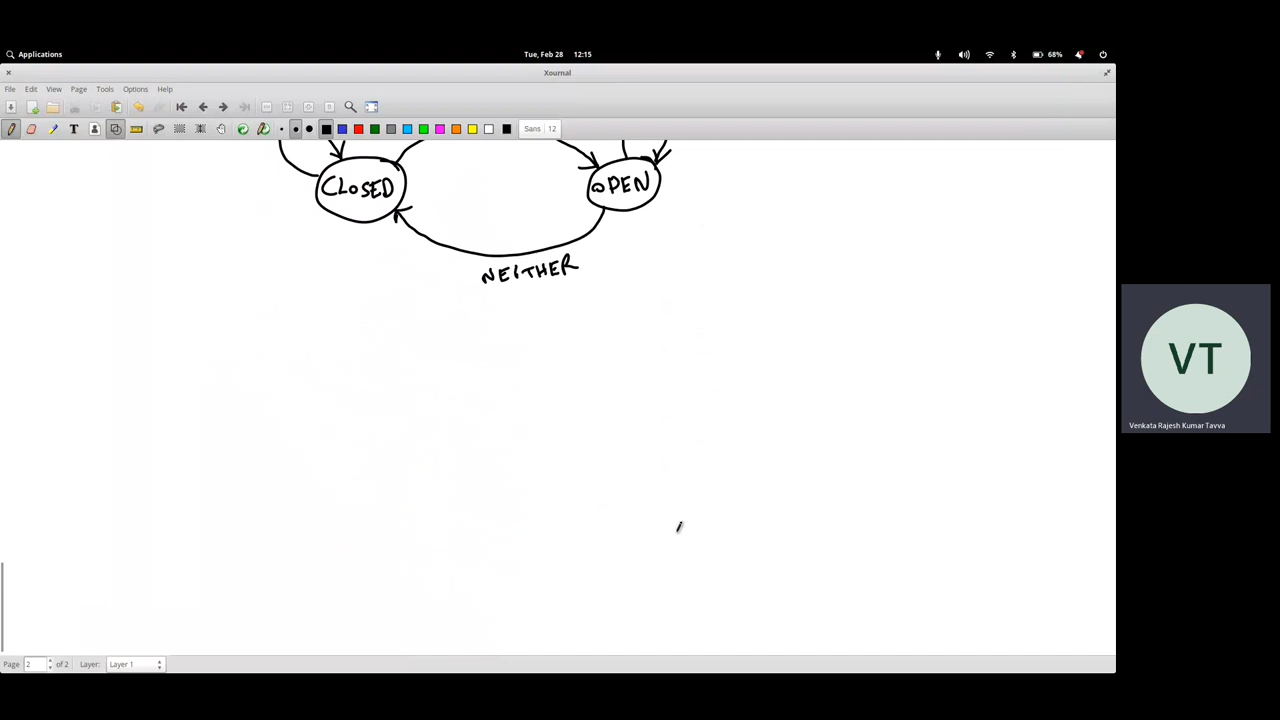 Applications Tue, Feb 28 12:15 68%
Xournal
File Edit View Page Tools Options Help
Sans 12
CLOSED OPEN
NEITHER
VT
Venkata Rajesh Kumar Tavva
Page 2 of 2 Layer: Layer 1